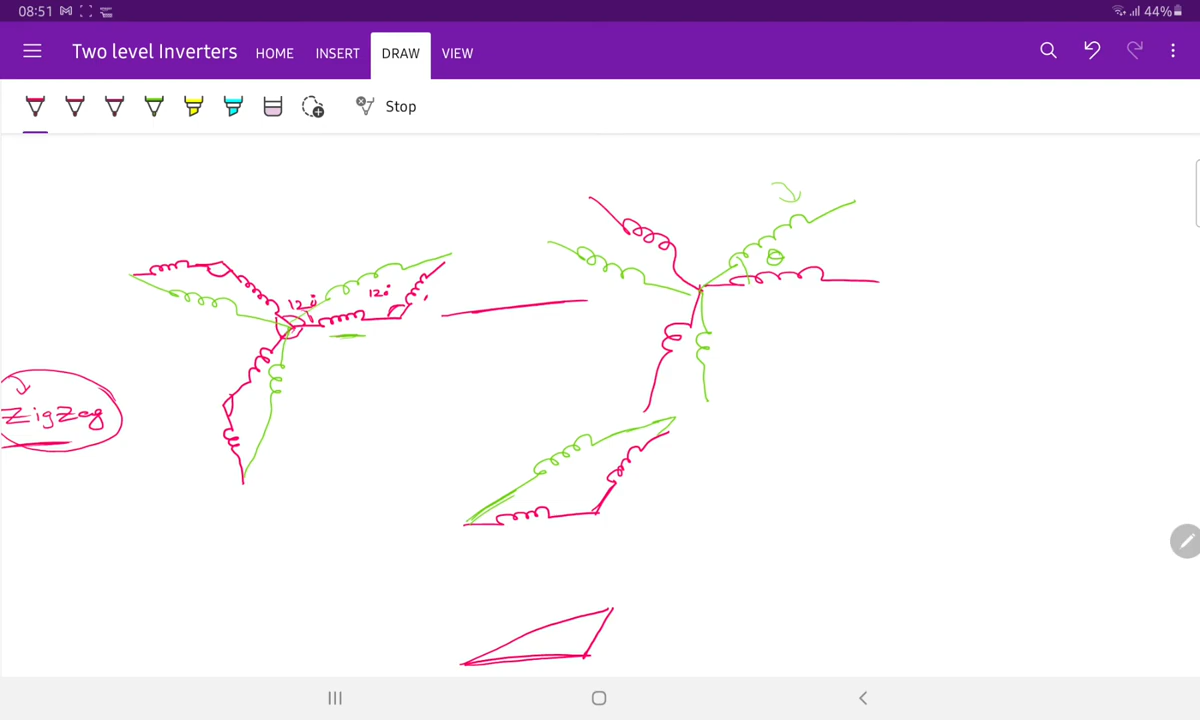 08:51 44%
Two level Inverters HOME INSERT DRAW VIEW
Stop
θ
120
120
ZigZag